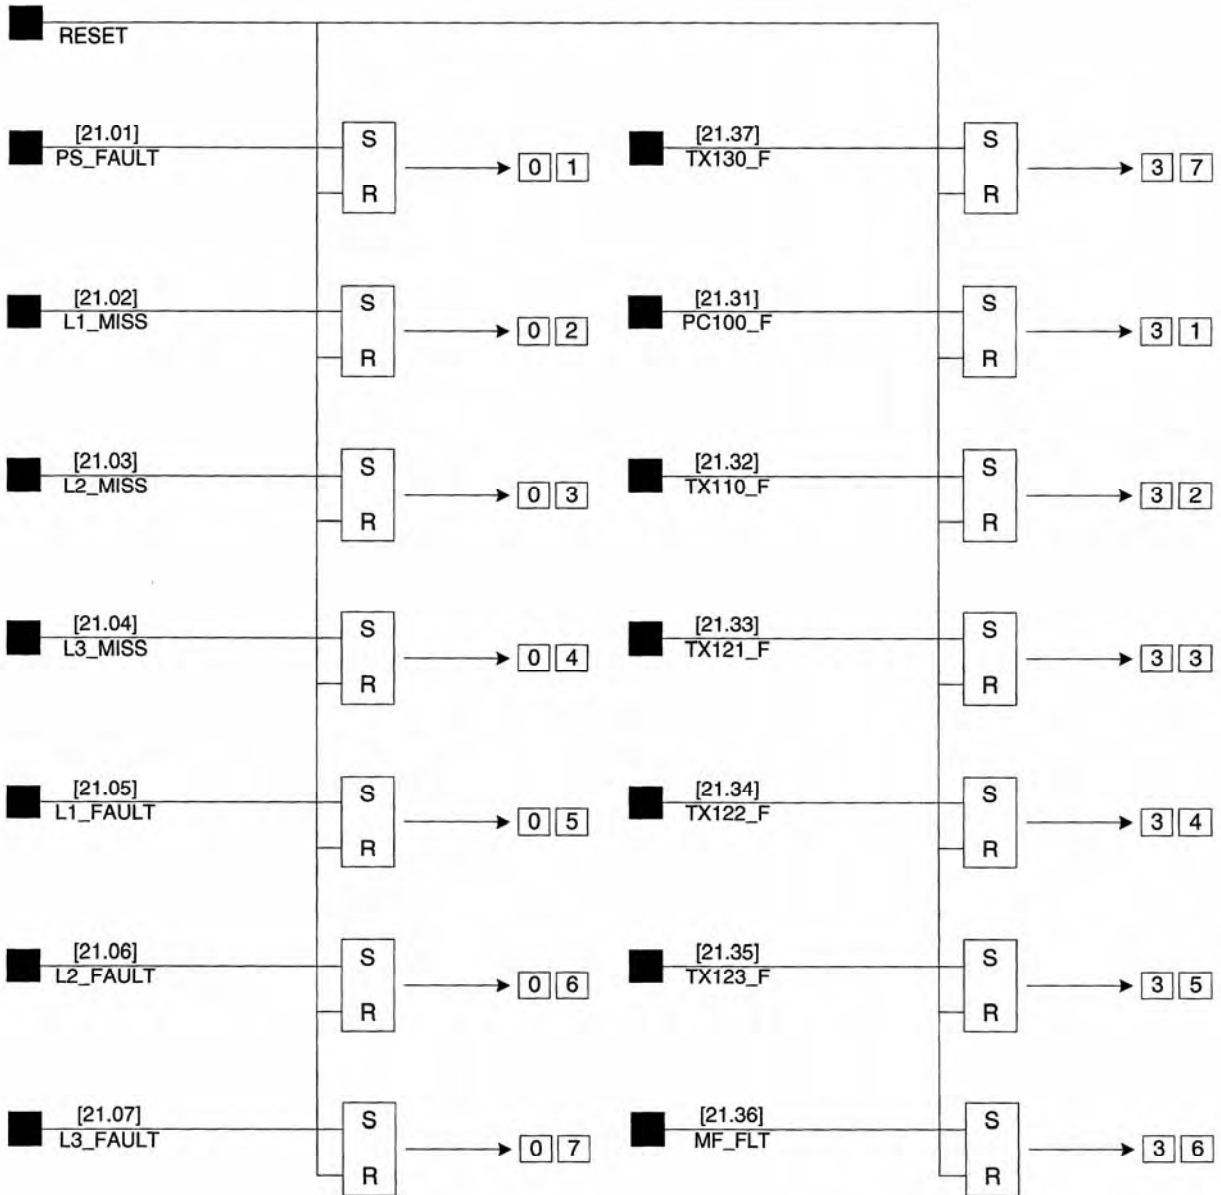 RESET
[21.01]
PS_FAULT
S
R
0 1
[21.37]
TX130_F
S
R
3 7
[21.02]
L1_MISS
S
R
0 2
[21.31]
PC100_F
S
R
3 1
[21.03]
L2_MISS
S
R
0 3
[21.32]
TX110_F
S
R
3 2
[21.04]
L3_MISS
S
R
0 4
[21.33]
TX121_F
S
R
3 3
[21.05]
L1_FAULT
S
R
0 5
[21.34]
TX122_F
S
R
3 4
[21.06]
L2_FAULT
S
R
0 6
[21.35]
TX123_F
S
R
3 5
[21.07]
L3_FAULT
S
R
0 7
[21.36]
MF_FLT
S
R
3 6